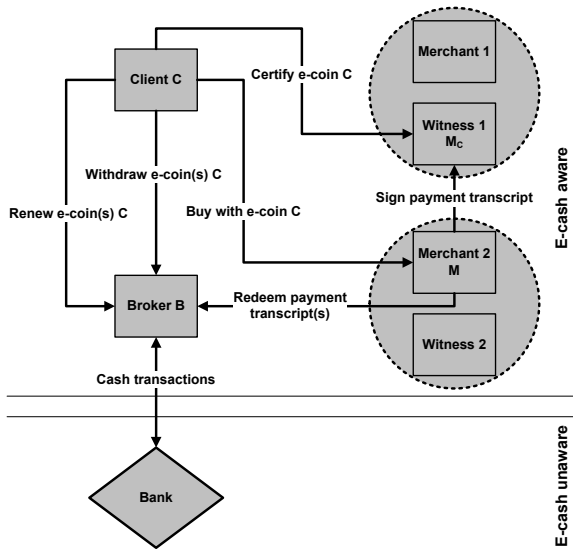 Merchant 1
Client C
Certify e-coin C
Witness 1
M_C
Withdraw e-coin(s) C
Sign payment transcript
Renew e-coin(s) C
Buy with e-coin C
E-cash aware
Merchant 2
M
Broker B
Redeem payment
transcript(s)
Witness 2
Cash transactions
Bank
E-cash unaware